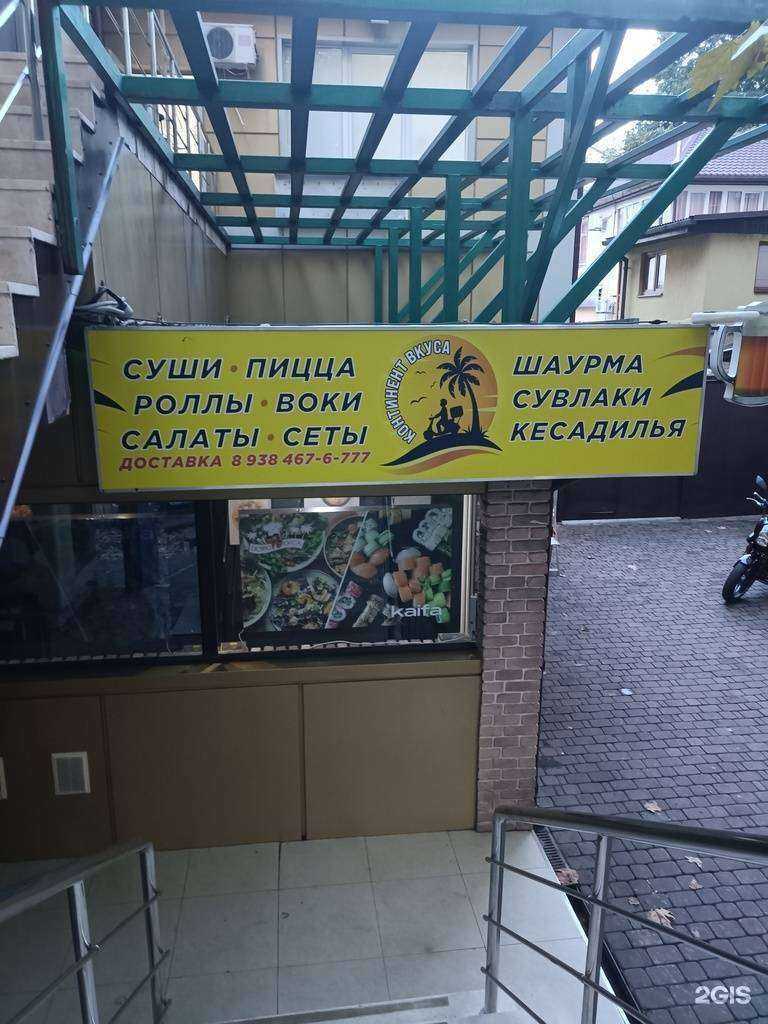 СУШИ • ПИЦЦА
РОЛЛЫ • ВОКИ
САЛАТЫ • СЕТЫ
ДОСТАВКА 8 938 467-6-777
КОНТИНЕНТ ВКУСА
ШАУРМА
СУВЛАКИ
КЕСАДИЛЬЯ
kaifa
2GIS